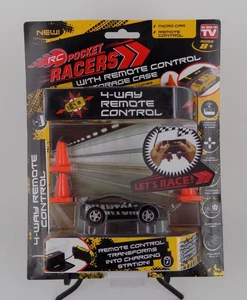 NEW!
RC POCKET
RACERS
WITH REMOTE CONTROL
STORAGE CASE
MICRO-CAR
REMOTE
CONTROL
AS SEEN ON
TV
8+
4-WAY
REMOTE
CONTROL
4-WAY REMOTE
CONTROL
LET'S RACE!
REMOTE CONTROL
TRANSFORMS
INTO CHARGING
STATION!